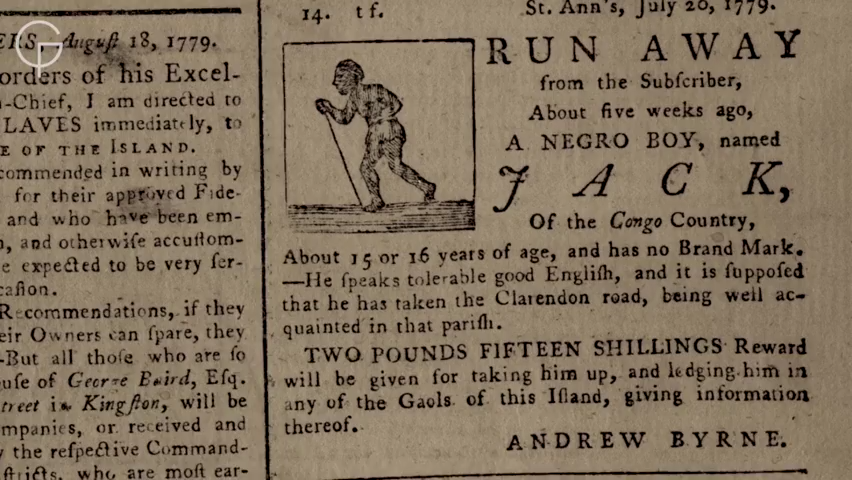 ERS, August 18, 1779.
orders of his Excel-
-Chief, I am directed to
LAVES immediately, to
E OF THE ISLAND.
commended in writing by
for their approved Fide-
and who have been em-
, and otherwiſe accuſtom-
e expected to be very ſer-
caſion.
Recommendations, if they
eir Owners can ſpare, they
-But all thoſe who are ſo
uſe of George Baird, Eſq.
treet in Kingſton, will be
mpanies, or received and
y the reſpective Command-
ſtricts, who are moſt ear-
14. t f.
St. Ann's, July 20, 1779.
RUN AWAY
from the Subſcriber,
About five weeks ago,
A NEGRO BOY, named
JACK,
Of the Congo Country,
About 15 or 16 years of age, and has no Brand Mark.
—He ſpeaks tolerable good Engliſh, and it is ſuppoſed
that he has taken the Clarendon road, being well ac-
quainted in that pariſh.
TWO POUNDS FIFTEEN SHILLINGS Reward
will be given for taking him up, and lodging him in
any of the Gaols of this Iſland, giving information
thereof.
ANDREW BYRNE.